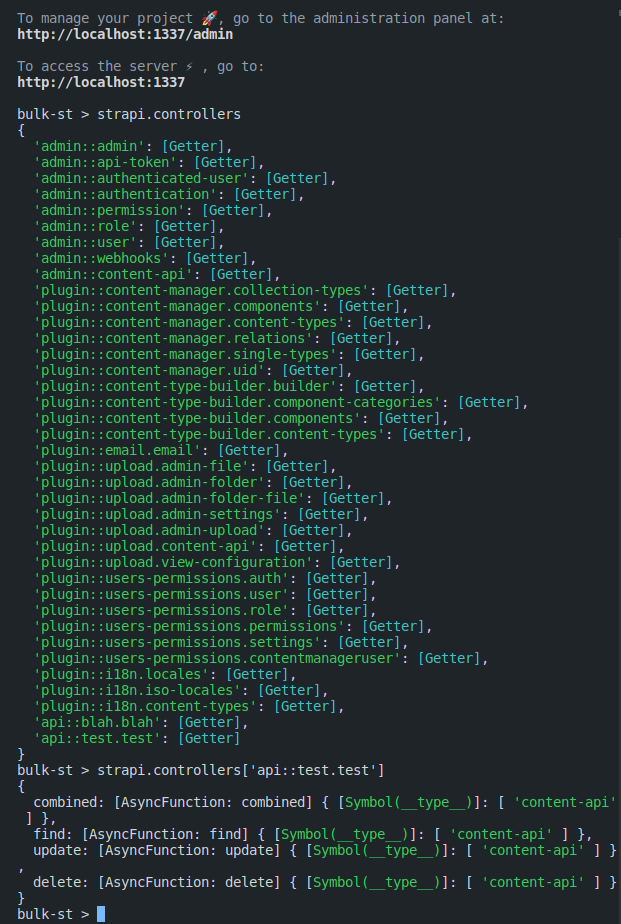 To manage your project 🚀, go to the administration panel at:
http://localhost:1337/admin
To access the server ⚡ , go to:
http://localhost:1337
bulk-st > strapi.controllers
{
  'admin::admin': [Getter],
  'admin::api-token': [Getter],
  'admin::authenticated-user': [Getter],
  'admin::authentication': [Getter],
  'admin::permission': [Getter],
  'admin::role': [Getter],
  'admin::user': [Getter],
  'admin::webhooks': [Getter],
  'admin::content-api': [Getter],
  'plugin::content-manager.collection-types': [Getter],
  'plugin::content-manager.components': [Getter],
  'plugin::content-manager.content-types': [Getter],
  'plugin::content-manager.relations': [Getter],
  'plugin::content-manager.single-types': [Getter],
  'plugin::content-manager.uid': [Getter],
  'plugin::content-type-builder.builder': [Getter],
  'plugin::content-type-builder.component-categories': [Getter],
  'plugin::content-type-builder.components': [Getter],
  'plugin::content-type-builder.content-types': [Getter],
  'plugin::email.email': [Getter],
  'plugin::upload.admin-file': [Getter],
  'plugin::upload.admin-folder': [Getter],
  'plugin::upload.admin-folder-file': [Getter],
  'plugin::upload.admin-settings': [Getter],
  'plugin::upload.admin-upload': [Getter],
  'plugin::upload.content-api': [Getter],
  'plugin::upload.view-configuration': [Getter],
  'plugin::users-permissions.auth': [Getter],
  'plugin::users-permissions.user': [Getter],
  'plugin::users-permissions.role': [Getter],
  'plugin::users-permissions.permissions': [Getter],
  'plugin::users-permissions.settings': [Getter],
  'plugin::users-permissions.contentmanageruser': [Getter],
  'plugin::i18n.locales': [Getter],
  'plugin::i18n.iso-locales': [Getter],
  'plugin::i18n.content-types': [Getter],
  'api::blah.blah': [Getter],
  'api::test.test': [Getter]
}
bulk-st > strapi.controllers['api::test.test']
{
  combined: [AsyncFunction: combined] { [Symbol(__type__)]: [ 'content-api'
 ] },
  find: [AsyncFunction: find] { [Symbol(__type__)]: [ 'content-api' ] },
  update: [AsyncFunction: update] { [Symbol(__type__)]: [ 'content-api' ] }
,
  delete: [AsyncFunction: delete] { [Symbol(__type__)]: [ 'content-api' ] }
}
bulk-st >